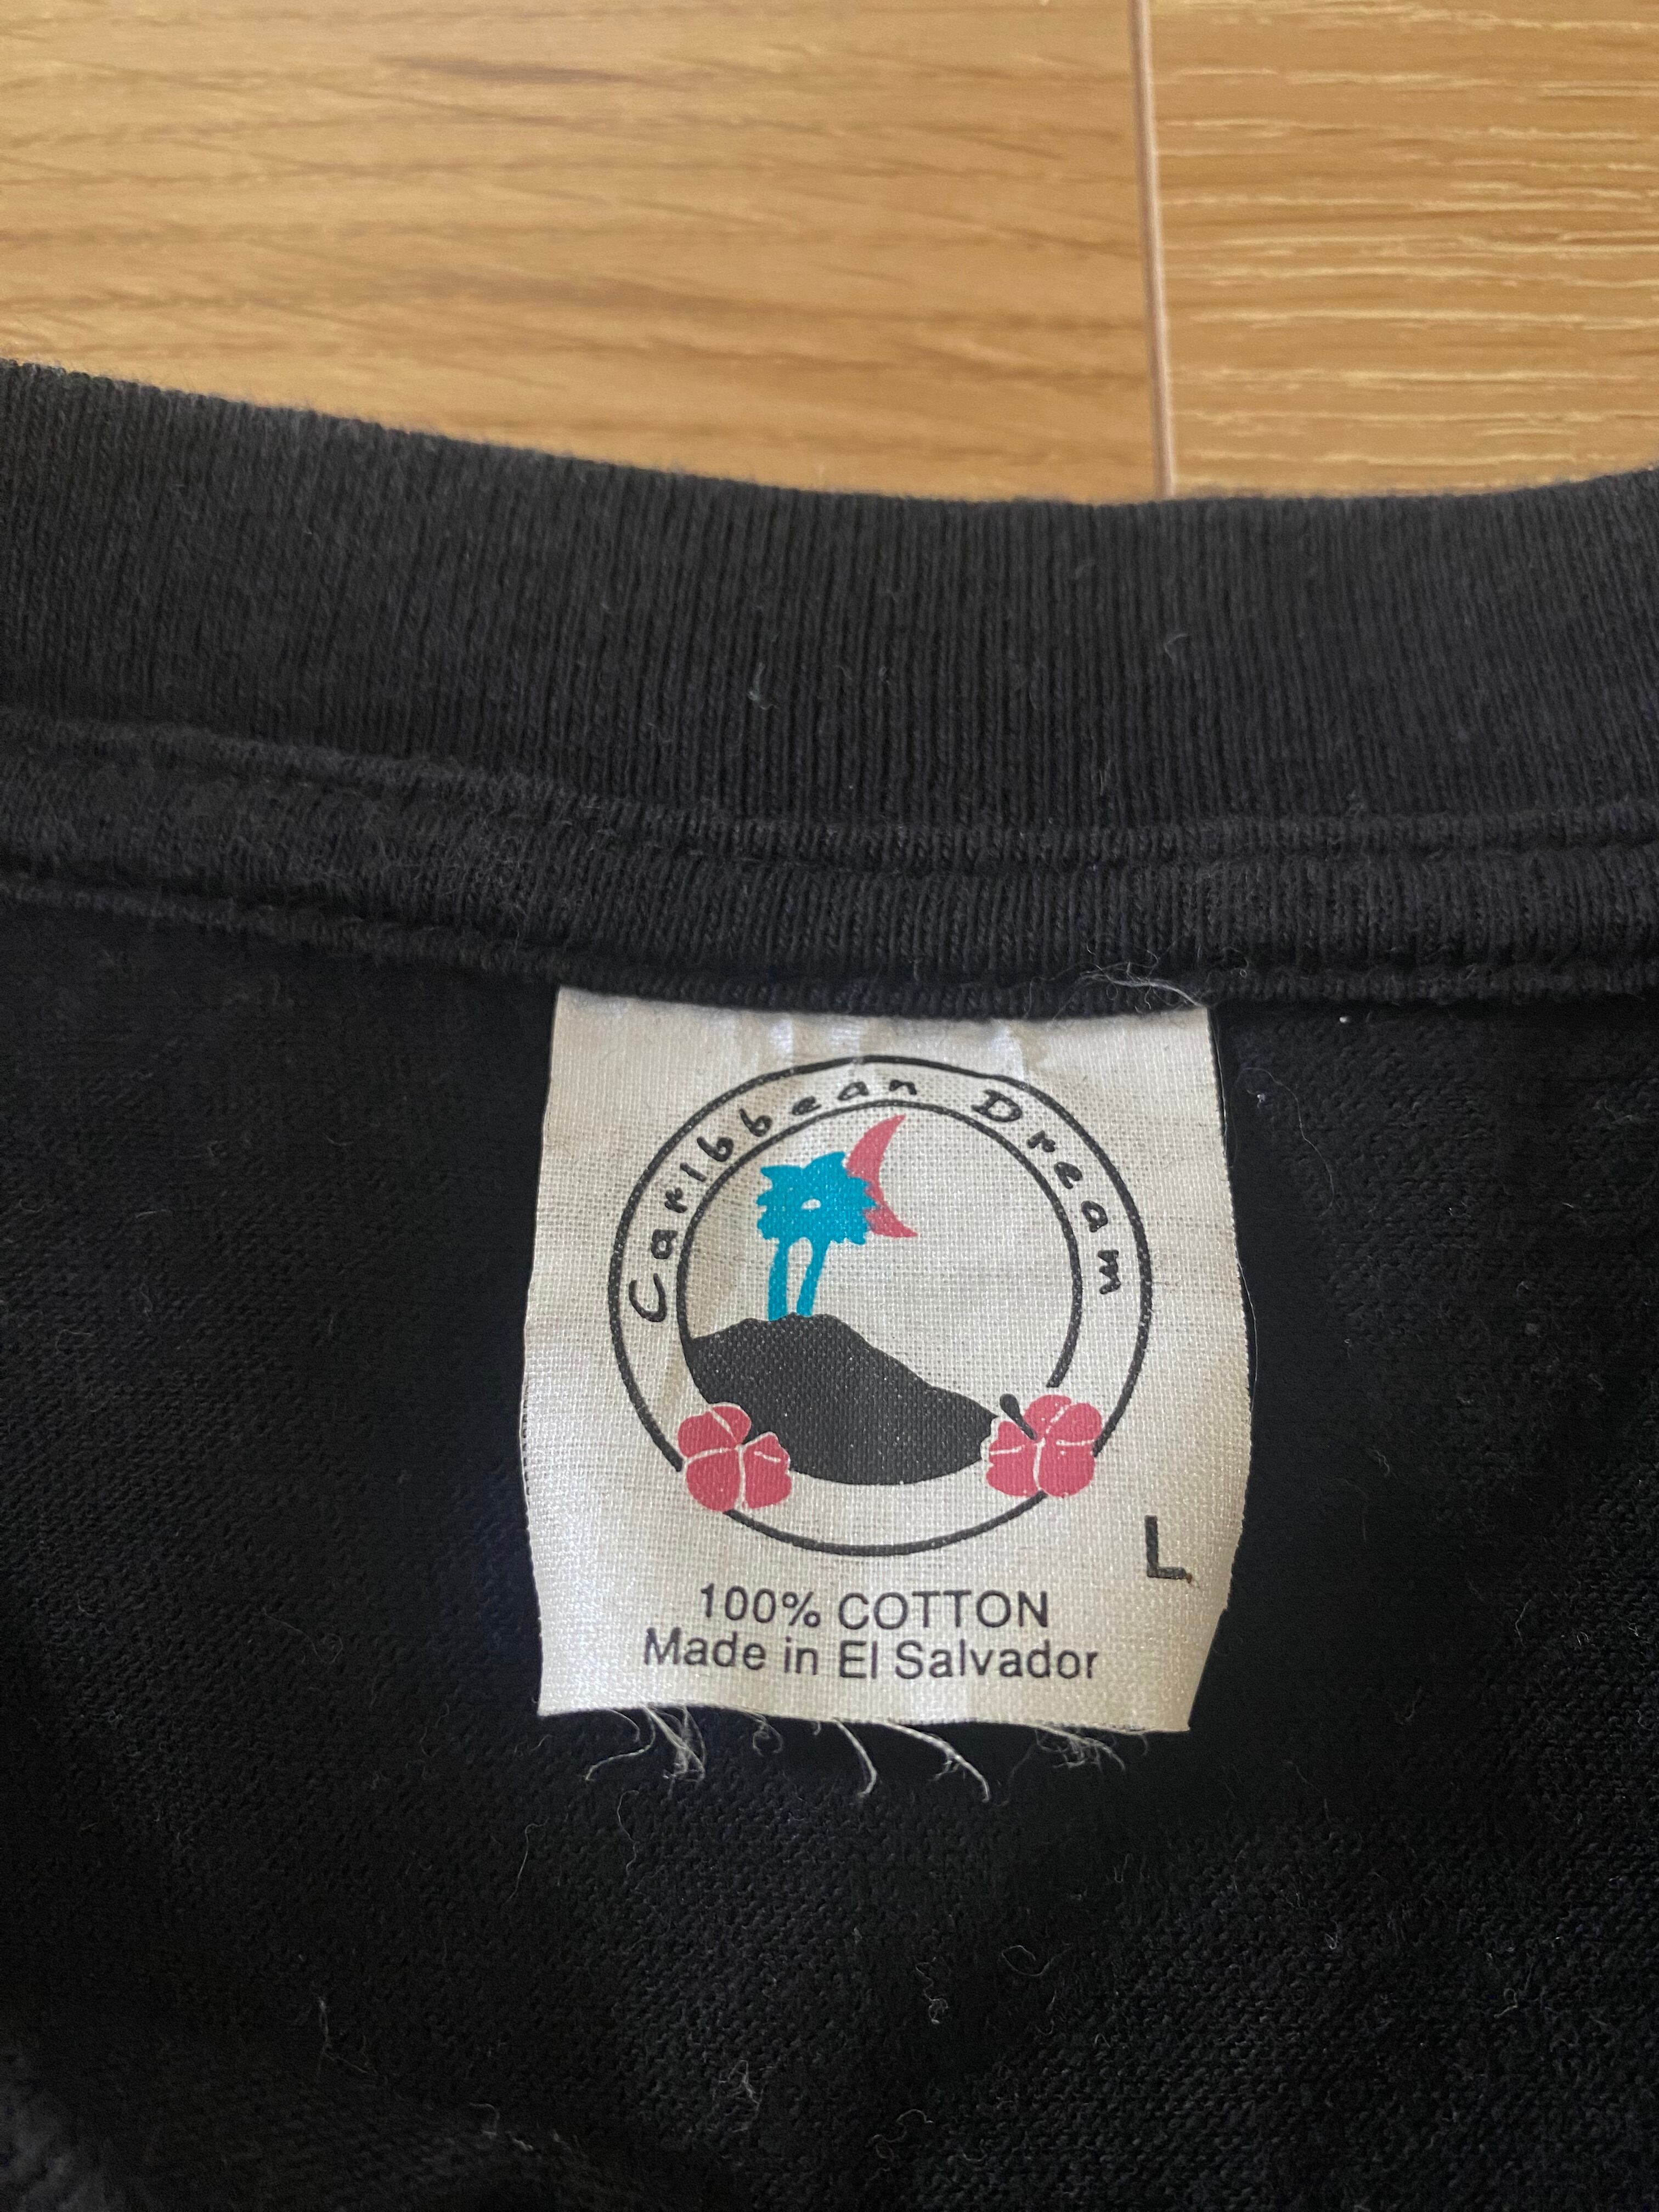 Caribbean Dream
L
100% COTTON
Made in El Salvador